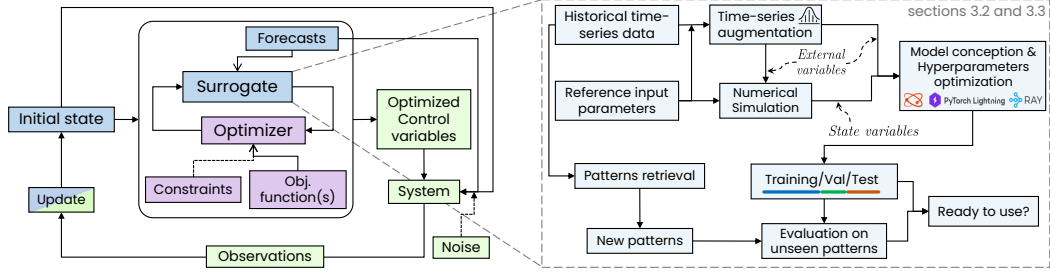 Forecasts
Surrogate
Initial state
Optimizer
Optimized
Control
variables
Constraints
Obj.
function(s)
System
Update
Observations
Noise
sections 3.2 and 3.3
Historical time-
series data
Time-series
augmentation
External
variables
Model conception &
Hyperparameters
optimization
PyTorch Lightning
RAY
Reference input
parameters
Numerical
Simulation
State variables
Patterns retrieval
Training/Val/Test
Ready to use?
New patterns
Evaluation on
unseen patterns